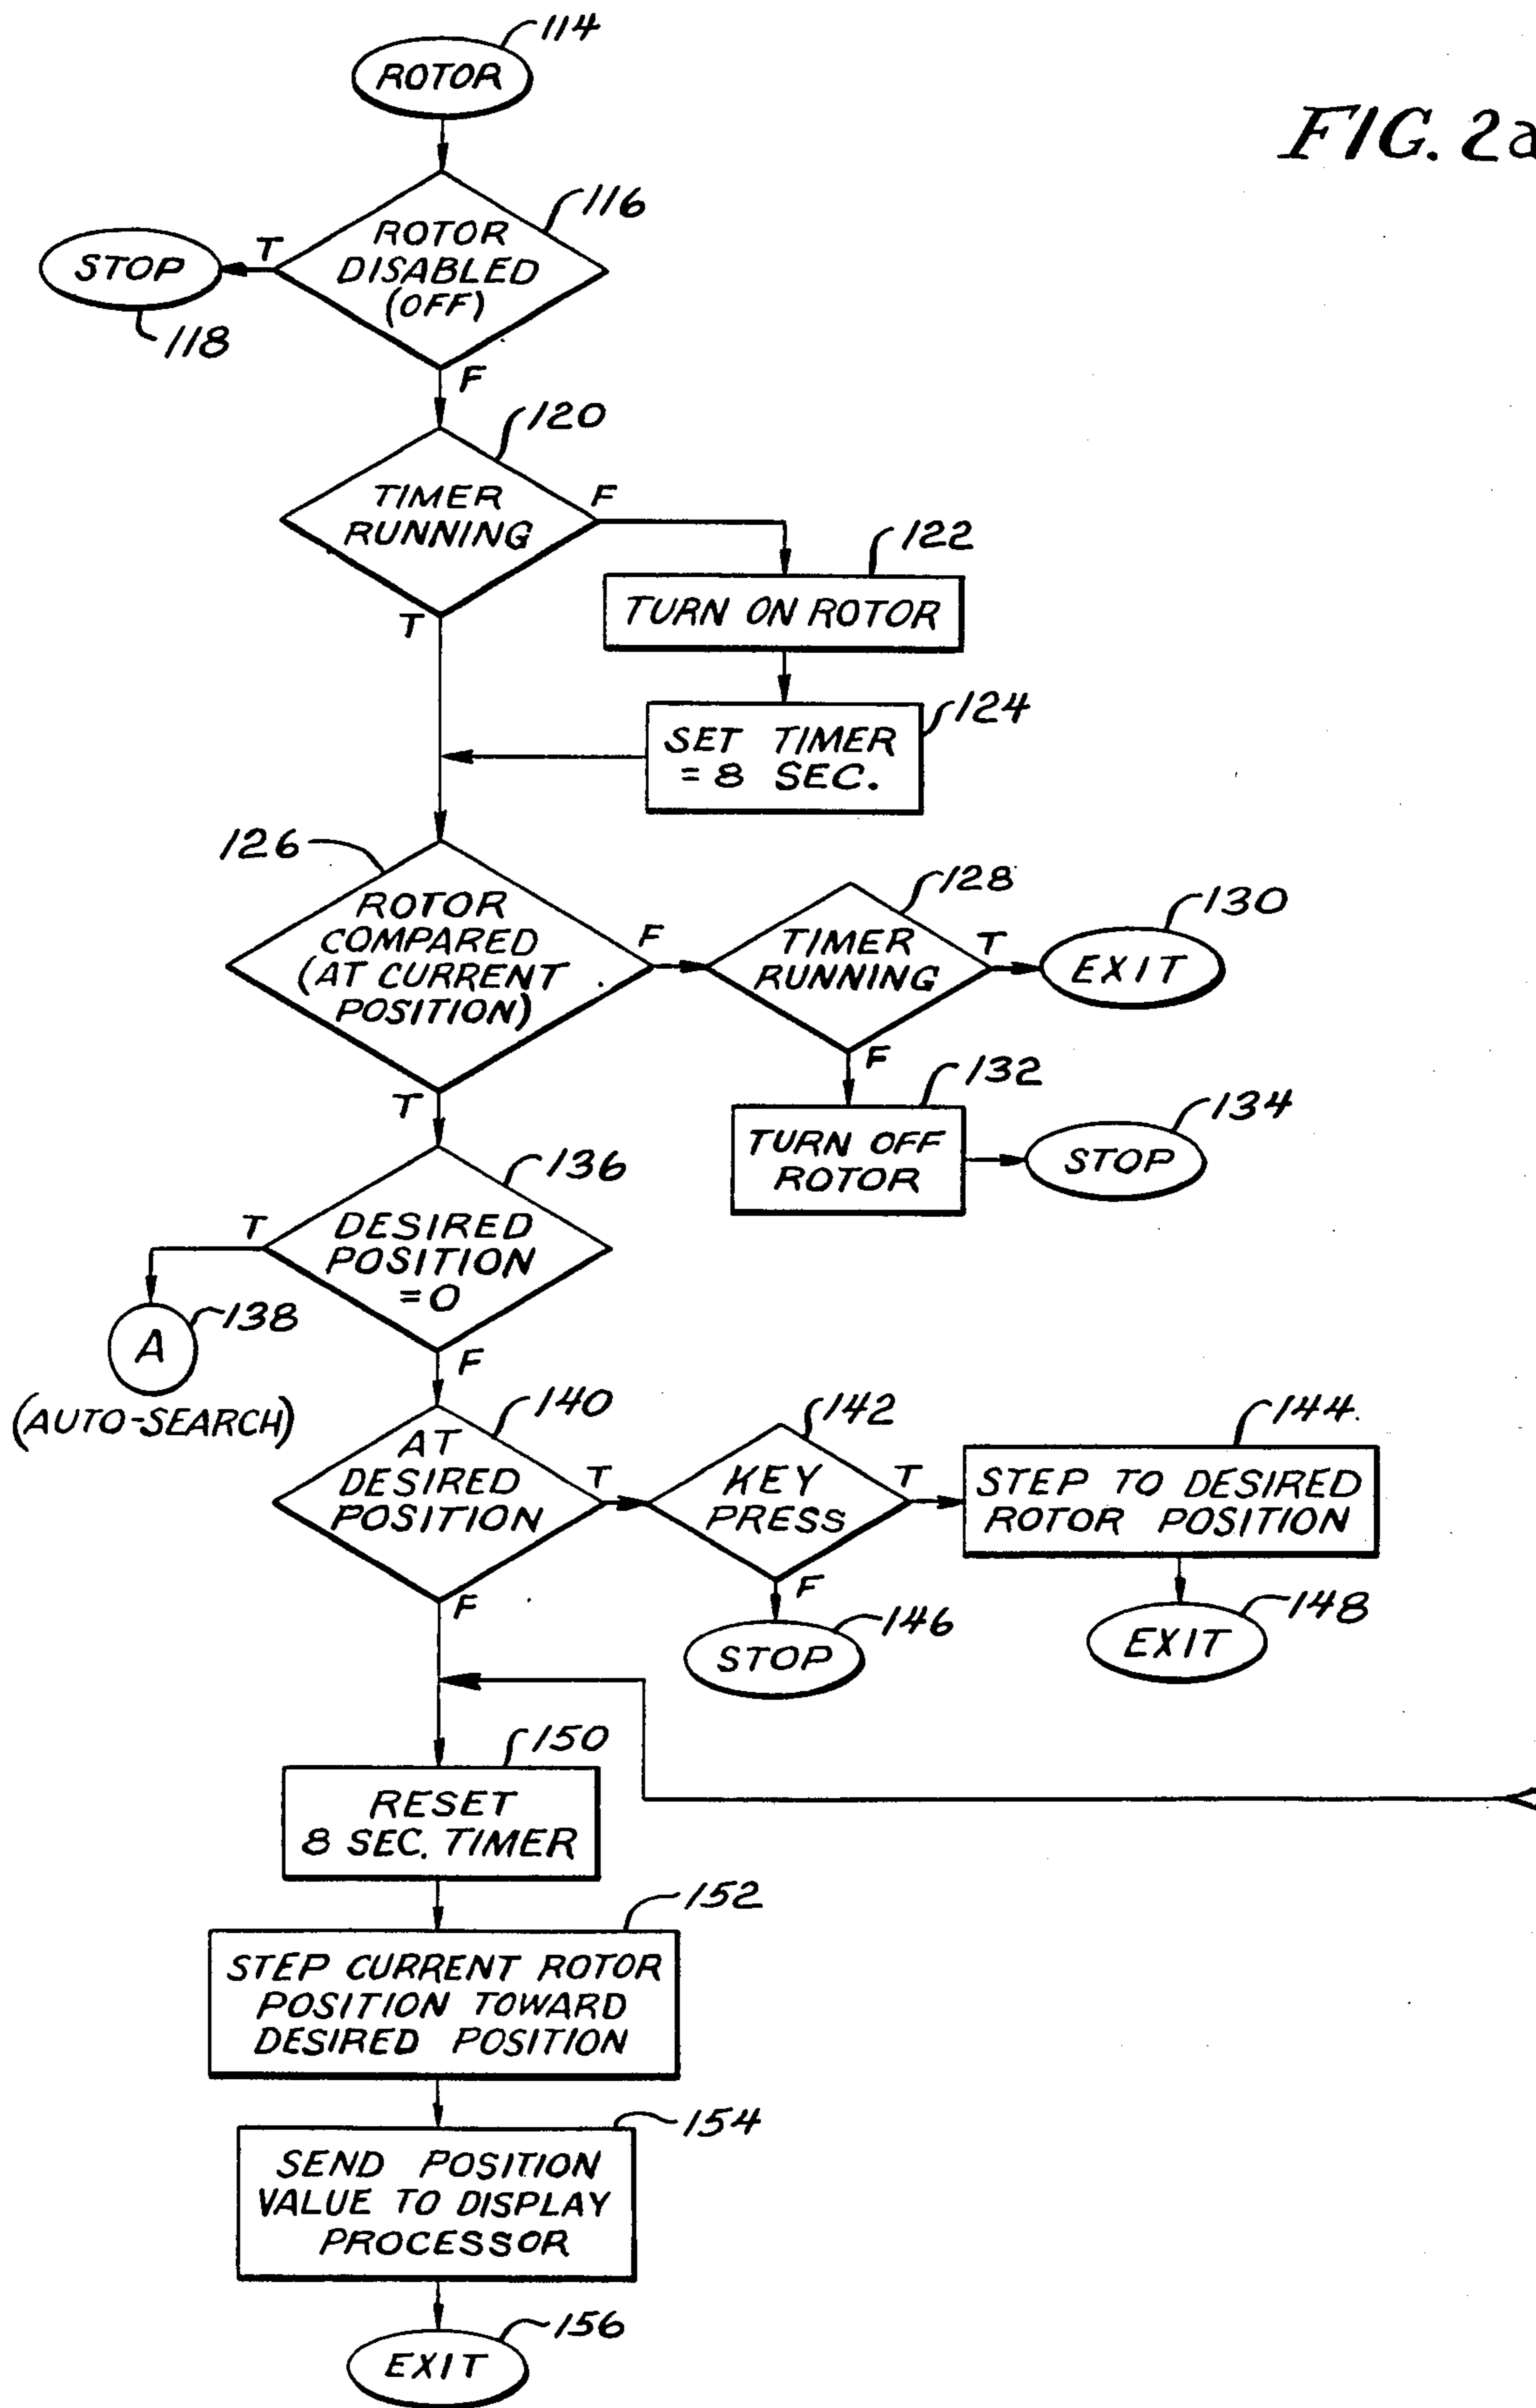 114
ROTOR
FIG. 2a
116
ROTOR
DISABLED
(OFF)
T
STOP
118
F
120
TIMER
RUNNING
F
T
122
TURN ON ROTOR
124
SET TIMER
= 8 SEC.
126
ROTOR
COMPARED
(AT CURRENT
POSITION)
F
128
TIMER
RUNNING
T
130
EXIT
F
132
TURN OFF
ROTOR
134
STOP
T
136
DESIRED
POSITION
= 0
T
138
A
(AUTO-SEARCH)
F
140
AT
DESIRED
POSITION
T
142
KEY
PRESS
T
144
STEP TO DESIRED
ROTOR POSITION
F
146
STOP
148
EXIT
F
150
RESET
8 SEC. TIMER
152
STEP CURRENT ROTOR
POSITION TOWARD
DESIRED POSITION
154
SEND POSITION
VALUE TO DISPLAY
PROCESSOR
156
EXIT